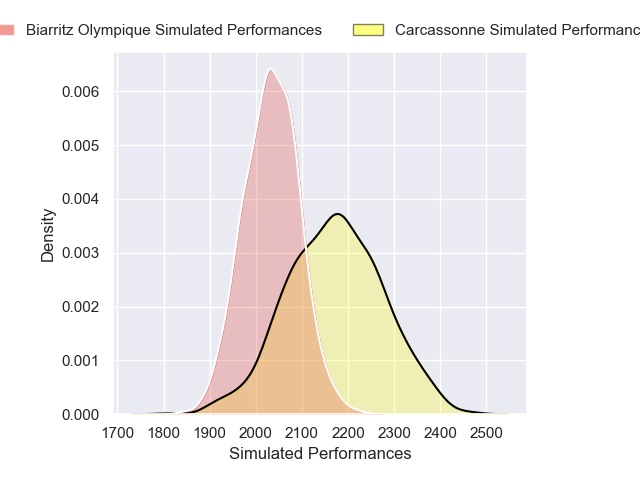 Biarritz Olympique Simulated Performances
Carcassonne Simulated
0.006
0.005
0.004
0.003
0.002
0.001
0.000
Density
1700 1800 1900 2000 2100 2200 2300 2400 2500
Simulated Performances